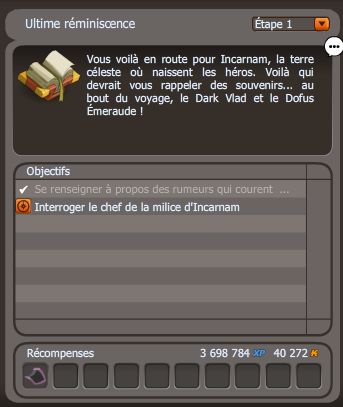 Ultime réminiscence
Étape 1
Vous voilà en route pour Incarnam, la terre
céleste où naissent les héros. Voilà qui
devrait vous rappeler des souvenirs... au
bout du voyage, le Dark Vlad et le Dofus
Émeraude !
Objectifs
Se renseigner à propos des rumeurs qui courent ...
Interroger le chef de la milice d'Incarnam
Récompenses 3 698 784 XP 40 272 K